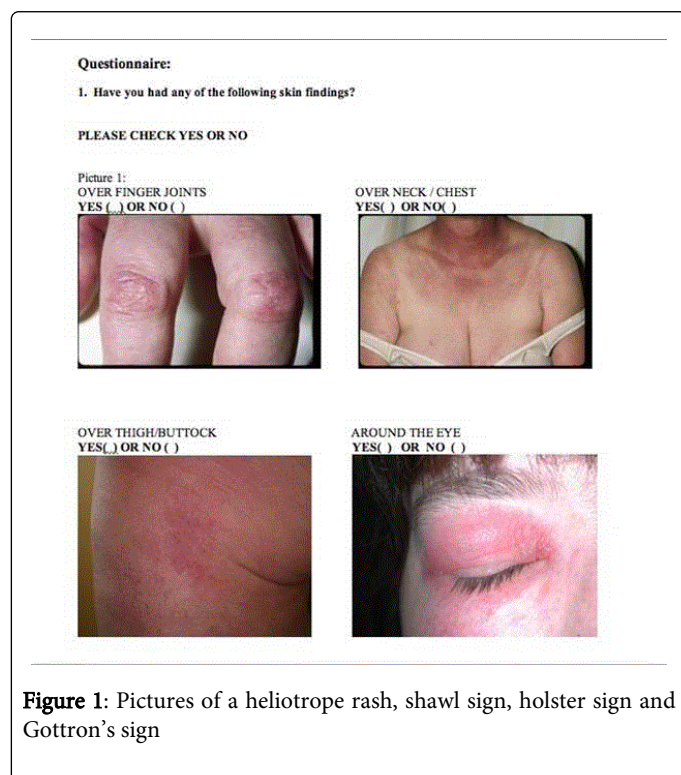 Questionnaire:
1. Have you had any of the following skin findings?
PLEASE CHECK YES OR NO
Picture 1:
OVER FINGER JOINTS
YES ( ) OR NO ( )
OVER NECK / CHEST
YES( ) OR NO( )
OVER THIGH/BUTTOCK
YES( ) OR NO ( )
AROUND THE EYE
YES( ) OR NO ( )
Figure 1: Pictures of a heliotrope rash, shawl sign, holster sign and
Gottron’s sign